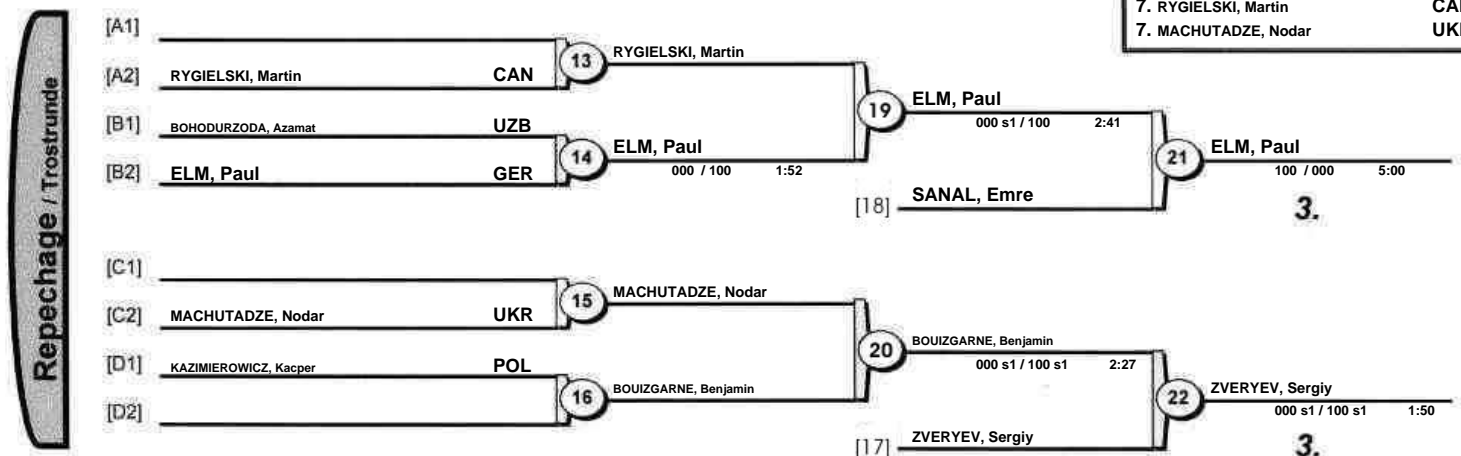 7. RYGIELSKI, Martin
7. MACHUTADZE, Nodar
Repechage / Trostrunde
[A1]
[A2] RYGIELSKI, Martin CAN
13
RYGIELSKI, Martin
[B1] BOHODURZODA, Azamat UZB
[B2] ELM, Paul GER
14
ELM, Paul
000 / 100 1:52
19
ELM, Paul
000 s1 / 100 2:41
[18] SANAL, Emre
21
ELM, Paul
100 / 000 5:00
3.
[C1]
[C2] MACHUTADZE, Nodar UKR
15
MACHUTADZE, Nodar
[D1] KAZIMIEROWICZ, Kacper POL
[D2]
16
BOUIZGARNE, Benjamin
20
BOUIZGARNE, Benjamin
000 s1 / 100 s1 2:27
[17] ZVERYEV, Sergiy
22
ZVERYEV, Sergiy
000 s1 / 100 s1 1:50
3.